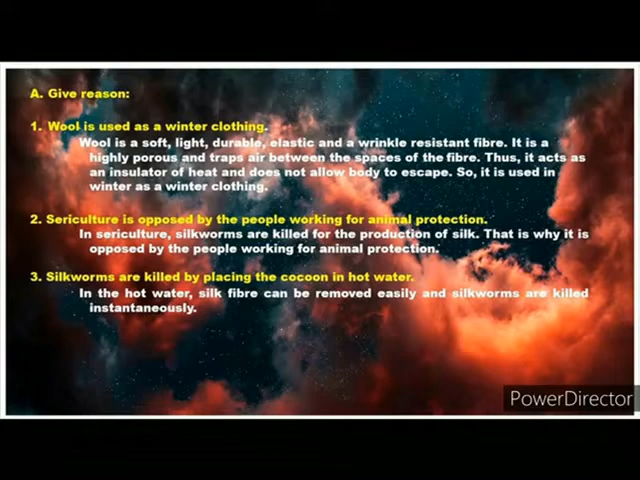 A. Give reason:
1. Wool is used as a winter clothing.
Wool is a soft, light, durable, elastic and a wrinkle resistant fibre. It is a
highly porous and traps air between the spaces of the fibre. Thus, it acts as
an insulator of heat and does not allow body to escape. So, it is used in
winter as a winter clothing.
2. Sericulture is opposed by the people working for animal protection.
In sericulture, silkworms are killed for the production of silk. That is why it is
opposed by the people working for animal protection.
3. Silkworms are killed by placing the cocoon in hot water.
In the hot water, silk fibre can be removed easily and silkworms are killed
instantaneously.
PowerDirector